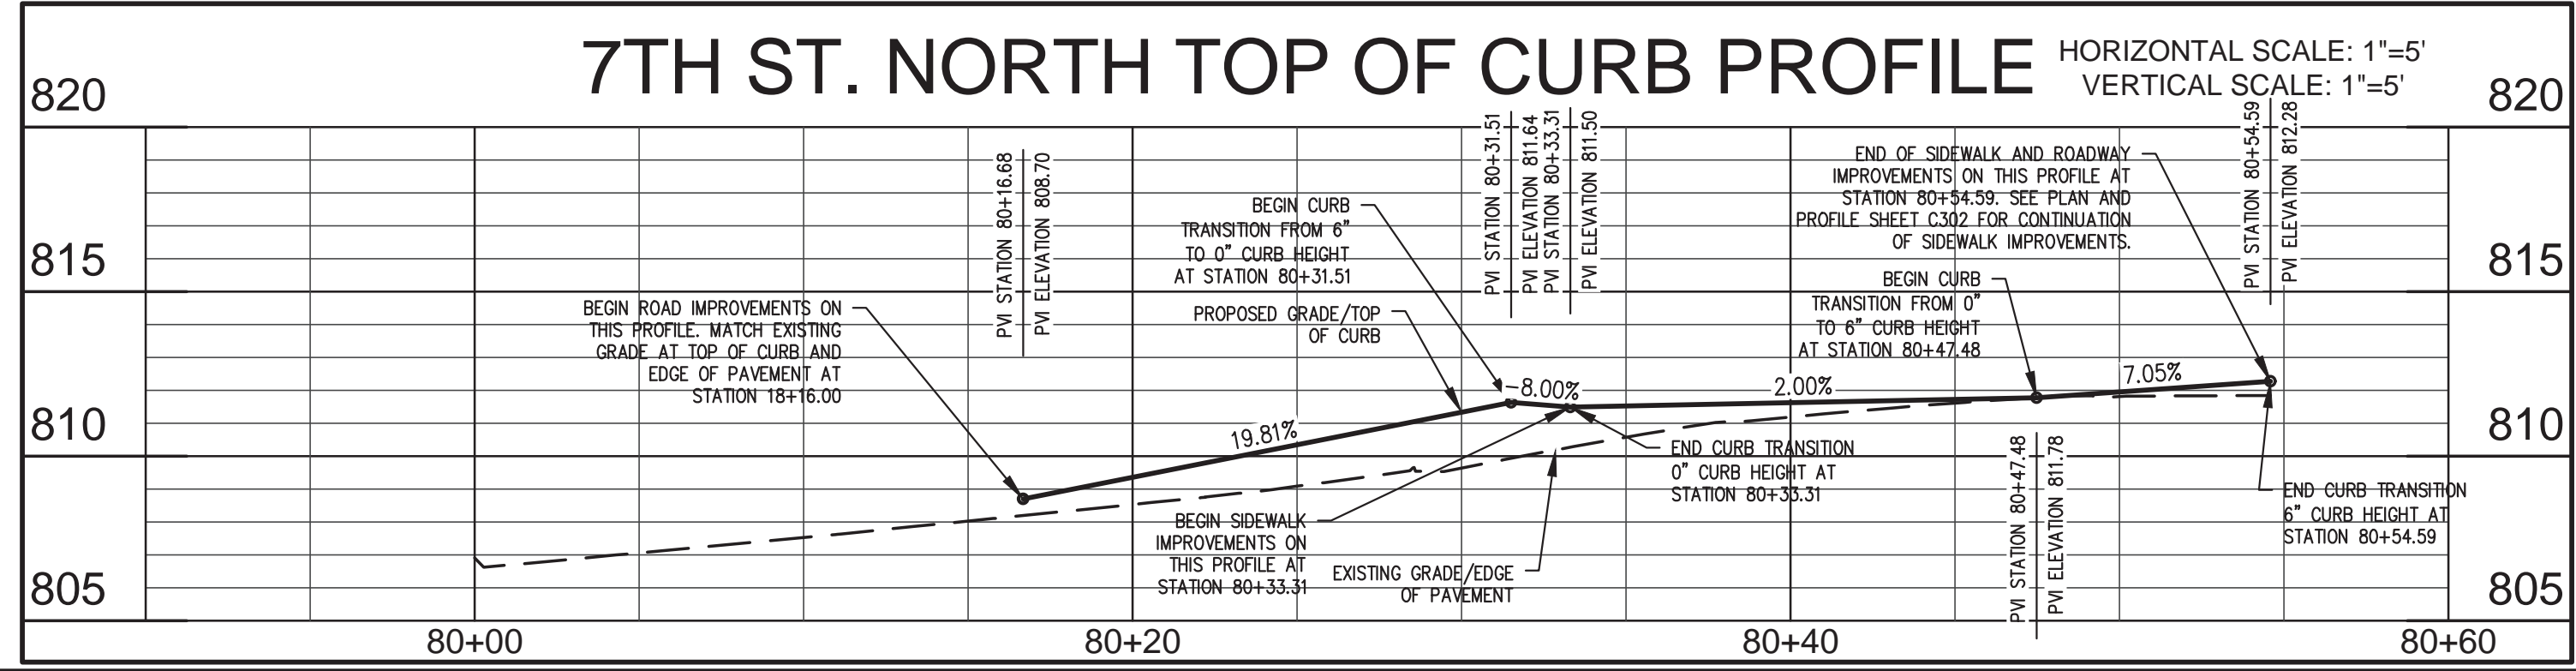 7TH ST. NORTH TOP OF CURB PROFILE
HORIZONTAL SCALE: 1"=5'
VERTICAL SCALE: 1"=5'
820
820
815
815
810
810
805
805
BEGIN ROAD IMPROVEMENTS ON
THIS PROFILE. MATCH EXISTING
GRADE AT TOP OF CURB AND
EDGE OF PAVEMENT AT
STATION 18+16.00
PVI STATION 80+16.68
PVI ELEVATION 808.70
BEGIN CURB
TRANSITION FROM 6"
TO 0" CURB HEIGHT
AT STATION 80+31.51
PROPOSED GRADE/TOP
OF CURB
19.81%
PVI STATION 80+31.51
PVI ELEVATION 811.64
PVI STATION 80+33.31
PVI ELEVATION 811.50
-8.00%
2.00%
7.05%
BEGIN SIDEWALK
IMPROVEMENTS ON
THIS PROFILE AT
STATION 80+33.31
EXISTING GRADE/EDGE
OF PAVEMENT
END CURB TRANSITION
0" CURB HEIGHT AT
STATION 80+33.31
END OF SIDEWALK AND ROADWAY
IMPROVEMENTS ON THIS PROFILE AT
STATION 80+54.59. SEE PLAN AND
PROFILE SHEET C302 FOR CONTINUATION
OF SIDEWALK IMPROVEMENTS.
BEGIN CURB
TRANSITION FROM 0"
TO 6" CURB HEIGHT
AT STATION 80+47.48
PVI STATION 80+47.48
PVI ELEVATION 811.78
PVI STATION 80+54.59
PVI ELEVATION 812.28
END CURB TRANSITION
6" CURB HEIGHT AT
STATION 80+54.59
80+00
80+20
80+40
80+60